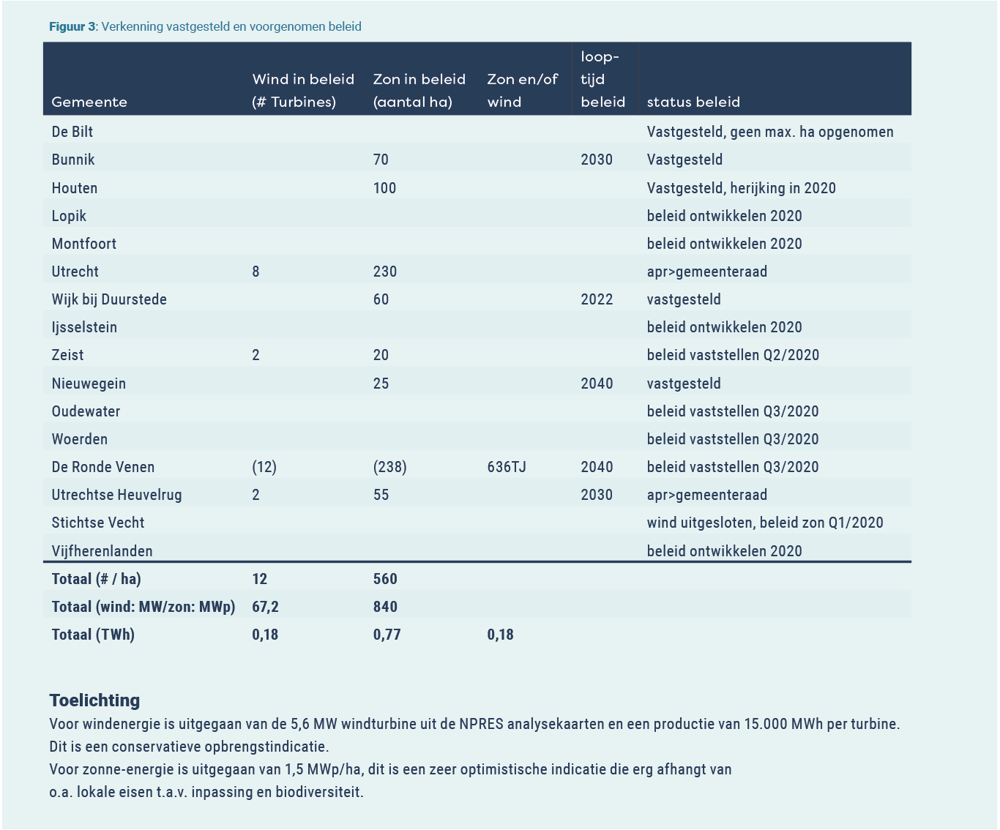 Figuur 3: Verkenning vastgesteld en voorgenomen beleid
Gemeente Wind in beleid (# Turbines) Zon in beleid (aantal ha) Zon en/of wind loop-tijd beleid status beleid
De Bilt Vastgesteld, geen max. ha opgenomen
Bunnik 70 2030 Vastgesteld
Houten 100 Vastgesteld, herijking in 2020
Lopik beleid ontwikkelen 2020
Montfoort beleid ontwikkelen 2020
Utrecht 8 230 apr>gemeenteraad
Wijk bij Duurstede 60 2022 vastgesteld
Ijsselstein beleid ontwikkelen 2020
Zeist 2 20 beleid vaststellen Q2/2020
Nieuwegein 25 2040 vastgesteld
Oudewater beleid vaststellen Q3/2020
Woerden beleid vaststellen Q3/2020
De Ronde Venen (12) (238) 636TJ 2040 beleid vaststellen Q3/2020
Utrechtse Heuvelrug 2 55 2030 apr>gemeenteraad
Stichtse Vecht wind uitgesloten, beleid zon Q1/2020
Vijfherenlanden beleid ontwikkelen 2020
Totaal (# / ha) 12 560
Totaal (wind: MW/zon: MWp) 67,2 840
Totaal (TWh) 0,18 0,77 0,18
Toelichting
Voor windenergie is uitgegaan van de 5,6 MW windturbine uit de NPRES analysekaarten en een productie van 15.000 MWh per turbine.
Dit is een conservatieve opbrengstindicatie.
Voor zonne-energie is uitgegaan van 1,5 MWp/ha, dit is een zeer optimistische indicatie die erg afhangt van
o.a. lokale eisen t.a.v. inpassing en biodiversiteit.